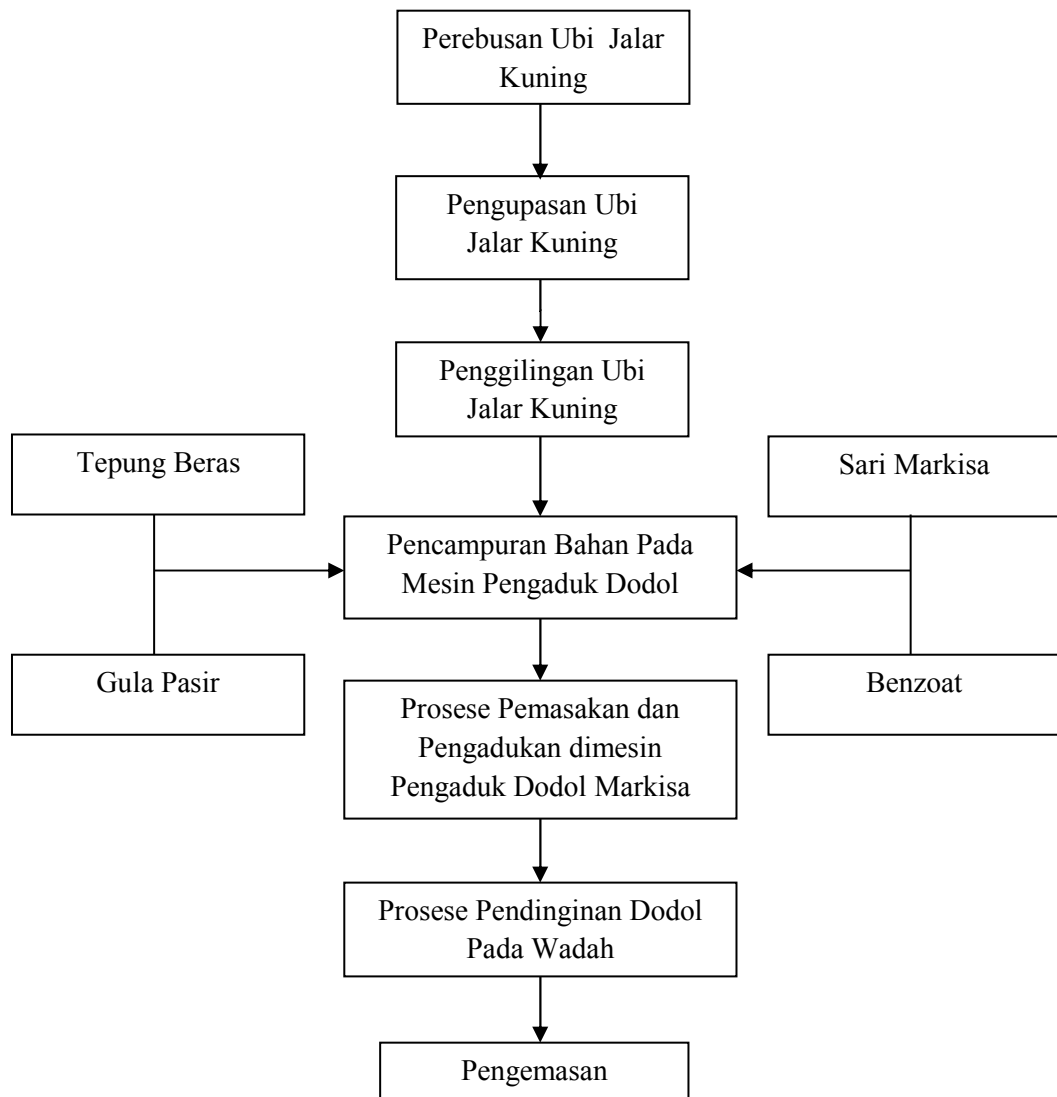 Perebusan Ubi Jalar
Kuning
Pengupasan Ubi
Jalar Kuning
Penggilingan Ubi
Jalar Kuning
Tepung Beras
Sari Markisa
Pencampuran Bahan Pada
Mesin Pengaduk Dodol
Gula Pasir
Benzoat
Prosese Pemasakan dan
Pengadukan dimesin
Pengaduk Dodol Markisa
Prosese Pendinginan Dodol
Pada Wadah
Pengemasan